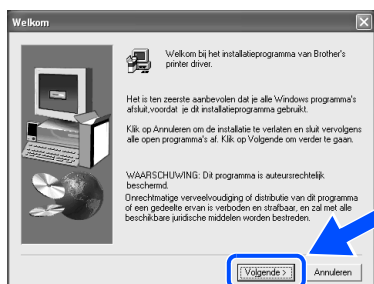 Welkom
Welkom bij het installatieprogramma van Brother's
printer driver.
Het is ten zeerste aanbevolen dat je alle Windows programma's
afsluit,voordat je dit installatieprogramma gebruikt.
Klik op Annuleren om de installatie te verlaten en sluit vervolgens
alle open programma's af. Klik op Volgende om verder te gaan.
WAARSCHUWING: Dit programma is auteursrechtelijk
beschermd.
Onrechtmatige verveelvoudiging of distributie van dit programma
of een gedeelte ervan is verboden en strafbaar, en zal met alle
beschikbare juridische middelen worden bestreden.
Volgende >
Annuleren